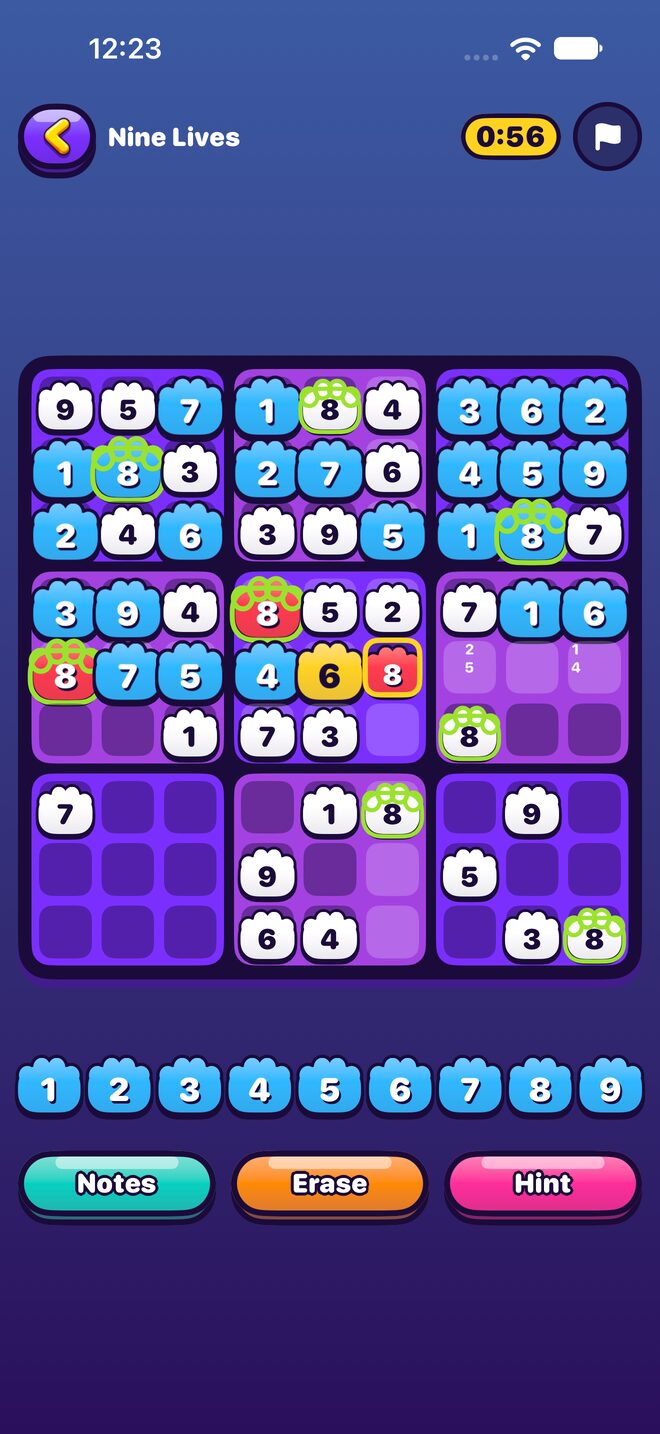 12:23
Nine Lives
0:56
9 5 7 1 8 4 3 6 2
1 8 3 2 7 6 4 5 9
2 4 6 3 9 5 1 8 7
3 9 4 8 5 2 7 1 6
8 7 5 4 6 8 2 5 1 4
1 7 3 8
7 1 8 9
9 5
6 4 3 8
1 2 3 4 5 6 7 8 9
Notes Erase Hint